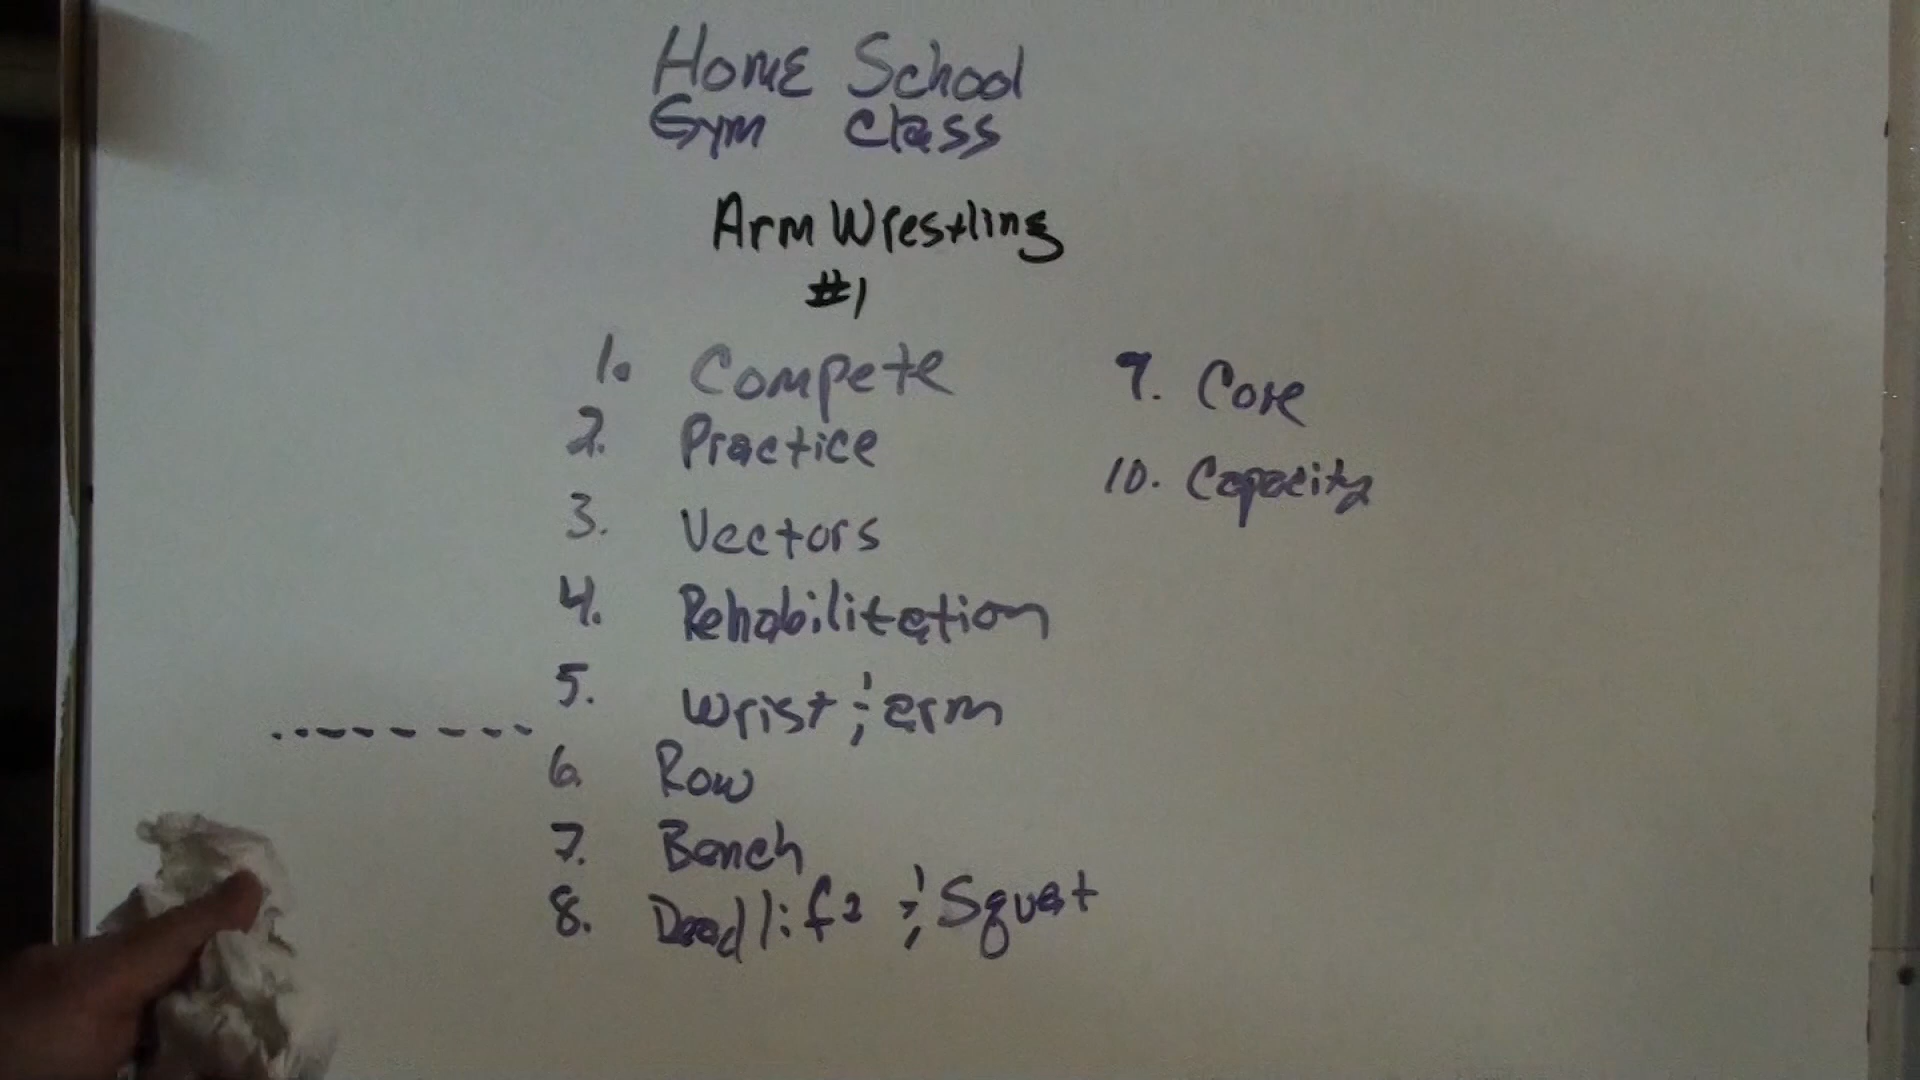 Home School
Gym Class
Arm Wrestling
#1
1. Compete
2. Practice
3. Vectors
4. Rehabilitation
5. Wrist & arm
6. Row
7. Bench
8. Deadlift & Squat
9. Core
10. Capacity